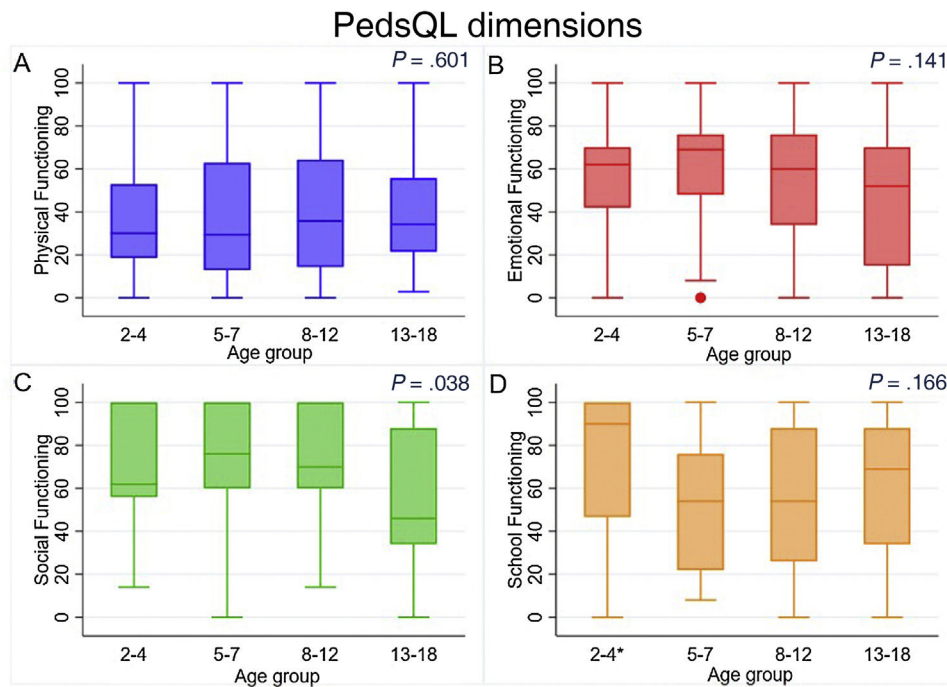 PedsQL dimensions
A
P = .601
Physical Functioning
100
80
60
40
20
0
2-4
5-7
8-12
13-18
Age group
B
P = .141
Emotional Functioning
100
80
60
40
20
0
2-4
5-7
8-12
13-18
Age group
C
P = .038
Social Functioning
100
80
60
40
20
0
2-4
5-7
8-12
13-18
Age group
D
P = .166
School Functioning
100
80
60
40
20
0
2-4*
5-7
8-12
13-18
Age group